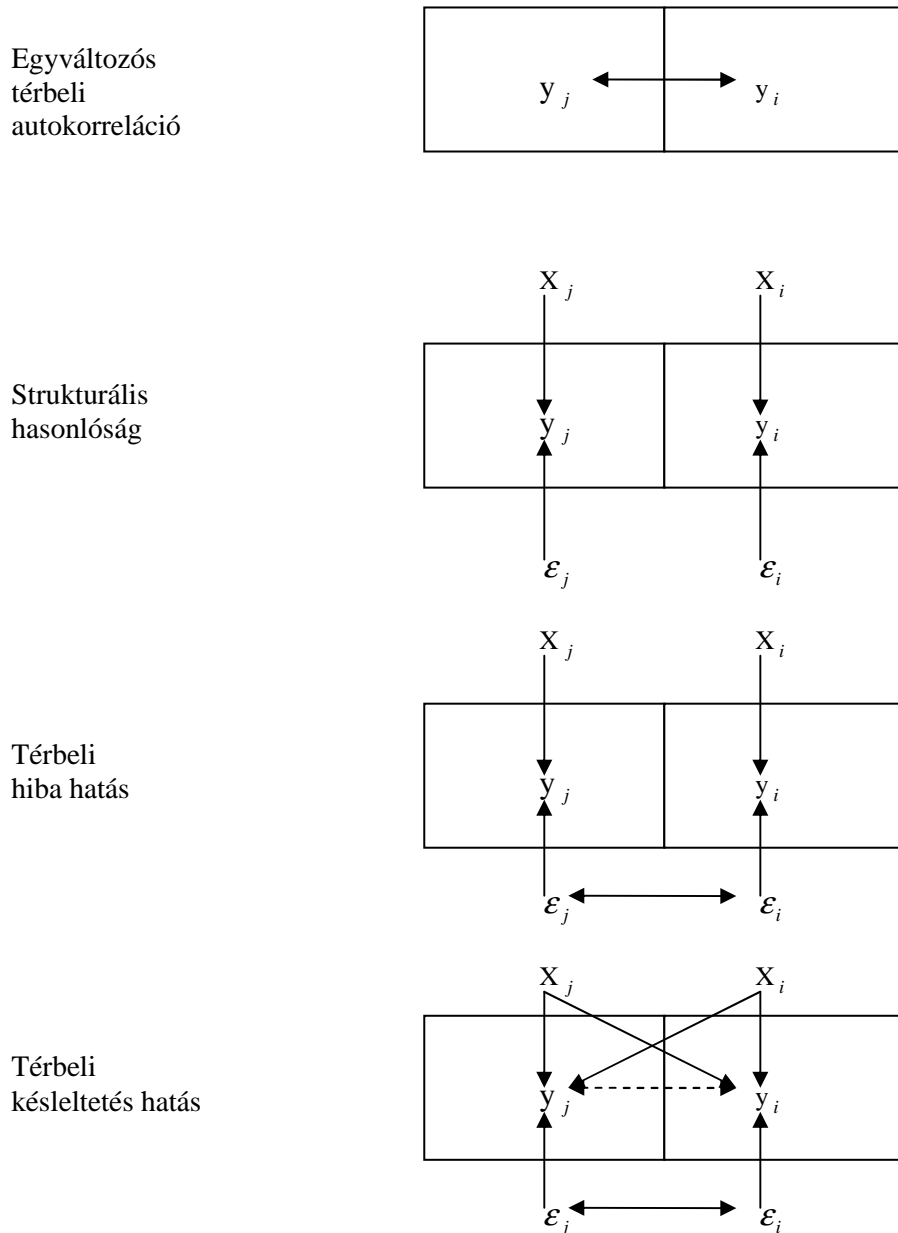 Egyváltozós
térbeli
autokorreláció
y j y i
X j X i
Strukturális
hasonlóság
y j y i
ε j ε i
X j X i
Térbeli
hiba hatás
y j y i
ε j ε i
X j X i
Térbeli
késleltetés hatás
y j y i
ε j ε i